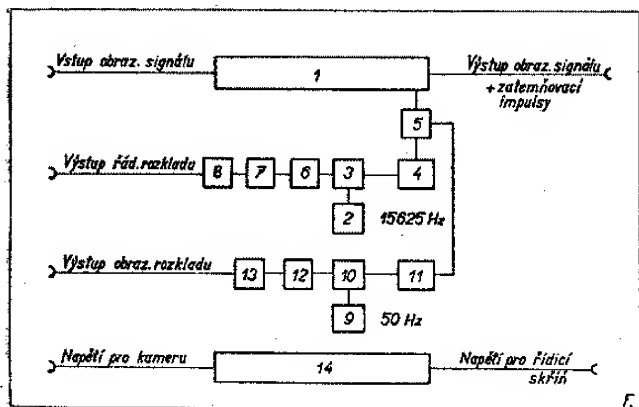 Vstup obraz. signálu
1
Výstup obraz. signálu
+ zatemňovací
impulsy
5
Výstup řád. rozkladu
8
7
6
3
4
2
15625 Hz
Výstup obraz. rozkladu
13
12
10
11
9
50 Hz
Napětí pro kameru
14
Napětí pro řídicí
skříň